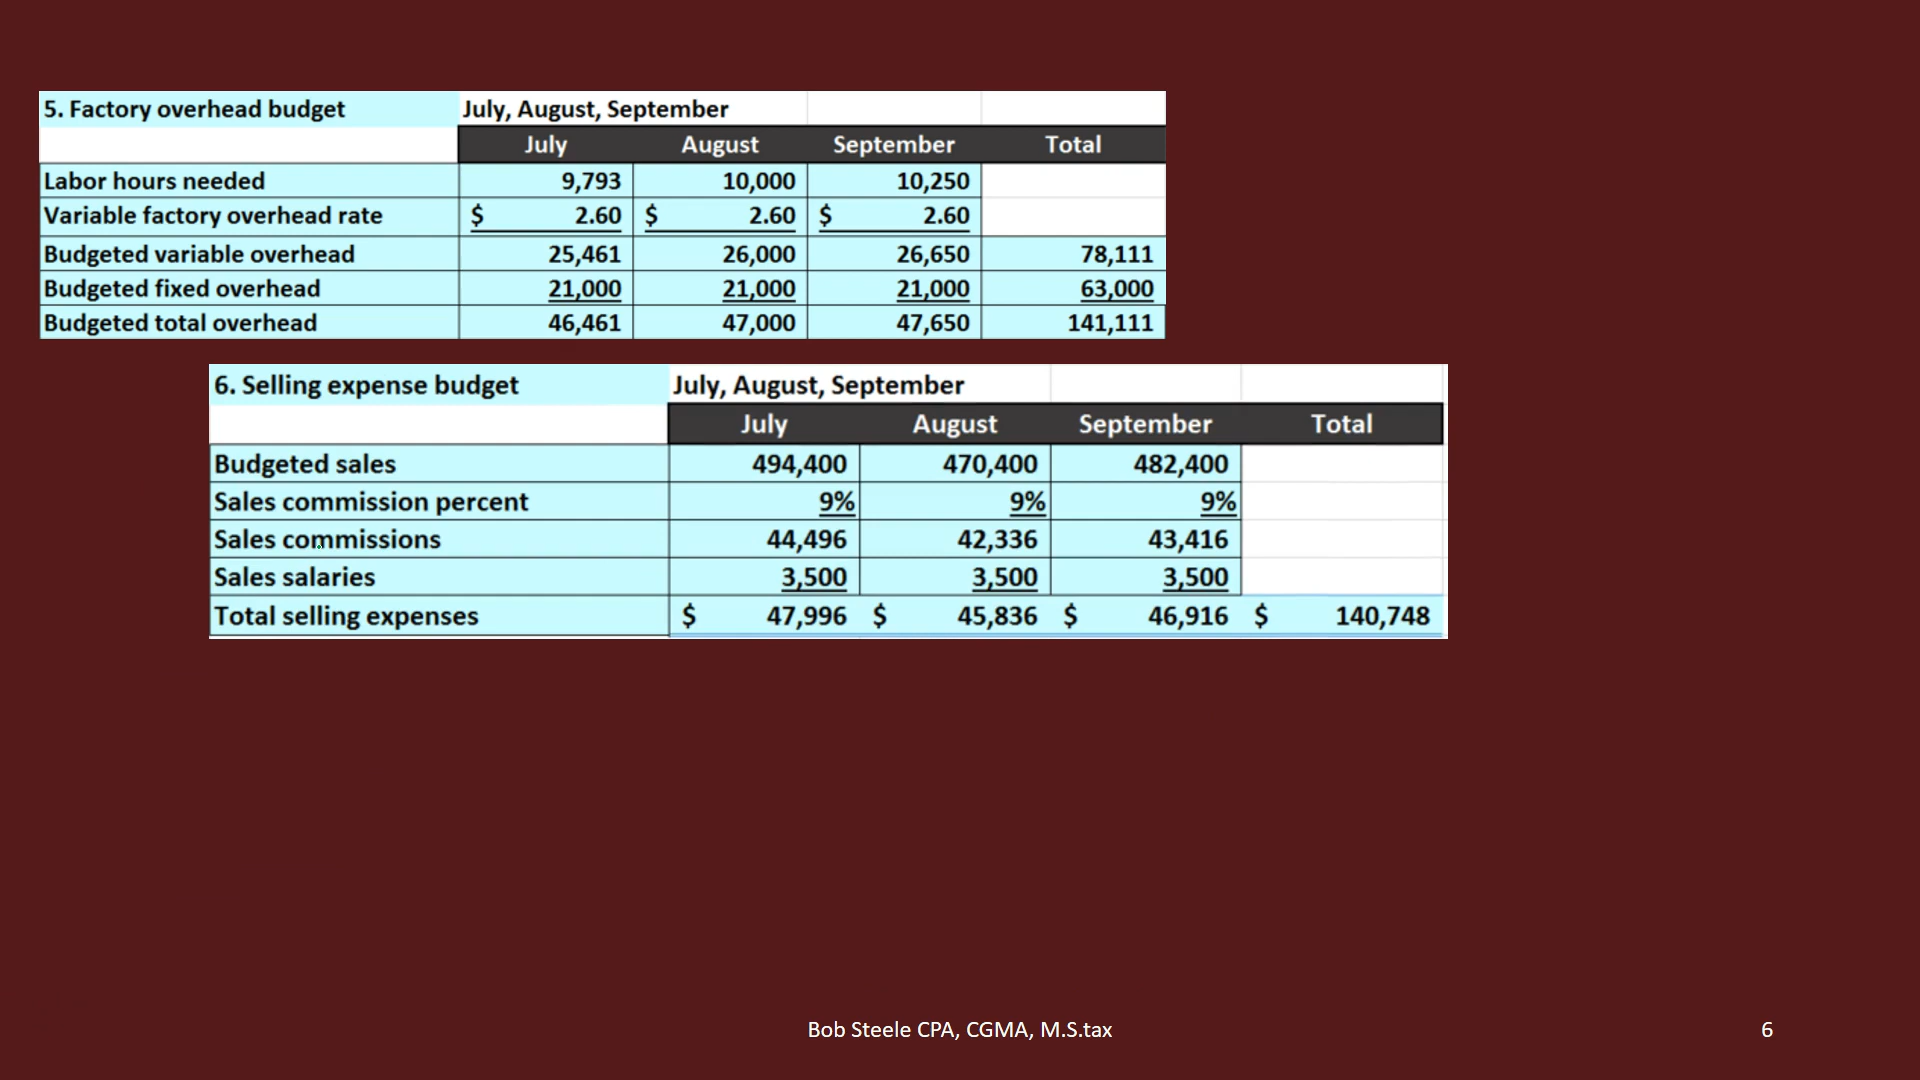 5. Factory overhead budget July, August, September
July August September Total
Labor hours needed 9,793 10,000 10,250
Variable factory overhead rate $ 2.60 $ 2.60 $ 2.60
Budgeted variable overhead 25,461 26,000 26,650 78,111
Budgeted fixed overhead 21,000 21,000 21,000 63,000
Budgeted total overhead 46,461 47,000 47,650 141,111
6. Selling expense budget July, August, September
July August September Total
Budgeted sales 494,400 470,400 482,400
Sales commission percent 9% 9% 9%
Sales commissions 44,496 42,336 43,416
Sales salaries 3,500 3,500 3,500
Total selling expenses $ 47,996 $ 45,836 $ 46,916 $ 140,748
Bob Steele CPA, CGMA, M.S.tax 6